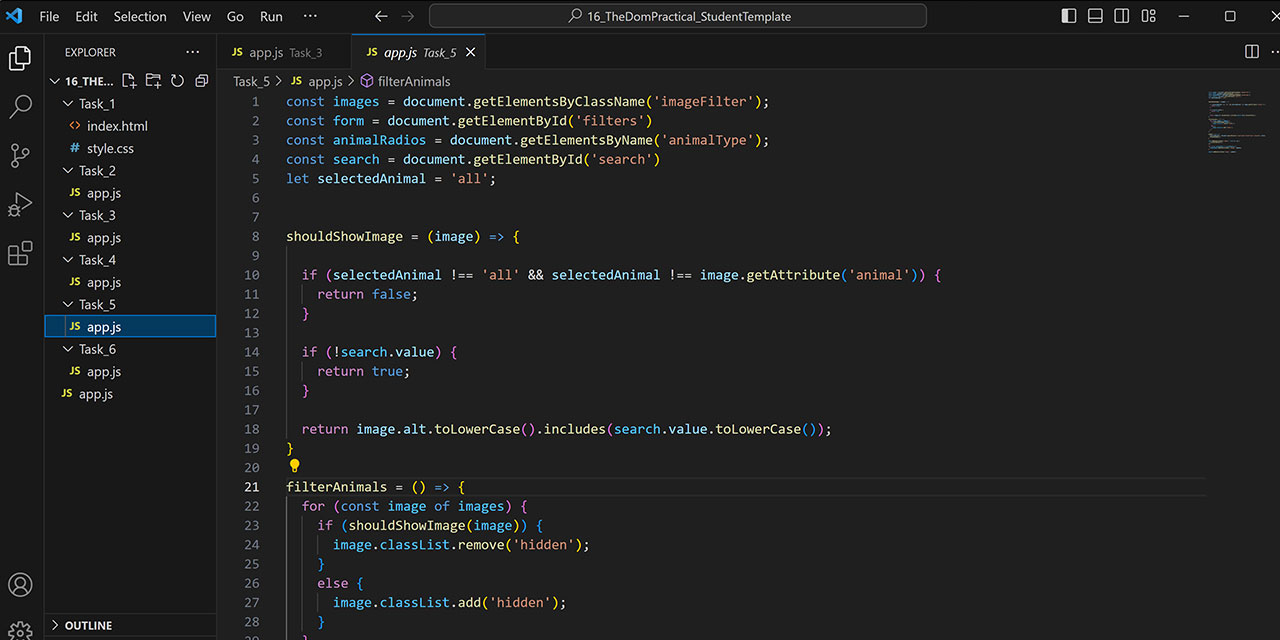 File Edit Selection View Go Run ··· 16_TheDomPractical_StudentTemplate
EXPLORER ···
16_THE...
Task_1
<> index.html
# style.css
Task_2
JS app.js
Task_3
JS app.js
Task_4
JS app.js
Task_5
JS app.js
Task_6
JS app.js
JS app.js
OUTLINE
JS app.js Task_3 JS app.js Task_5
Task_5 > JS app.js > filterAnimals
1 const images = document.getElementsByClassName('imageFilter');
2 const form = document.getElementById('filters')
3 const animalRadios = document.getElementsByName('animalType');
4 const search = document.getElementById('search')
5 let selectedAnimal = 'all';
6
7
8 shouldShowImage = (image) => {
9
10 if (selectedAnimal !== 'all' && selectedAnimal !== image.getAttribute('animal')) {
11 return false;
12 }
13
14 if (!search.value) {
15 return true;
16 }
17
18 return image.alt.toLowerCase().includes(search.value.toLowerCase());
19 }
20
21 filterAnimals = () => {
22 for (const image of images) {
23 if (shouldShowImage(image)) {
24 image.classList.remove('hidden');
25 }
26 else {
27 image.classList.add('hidden');
28 }